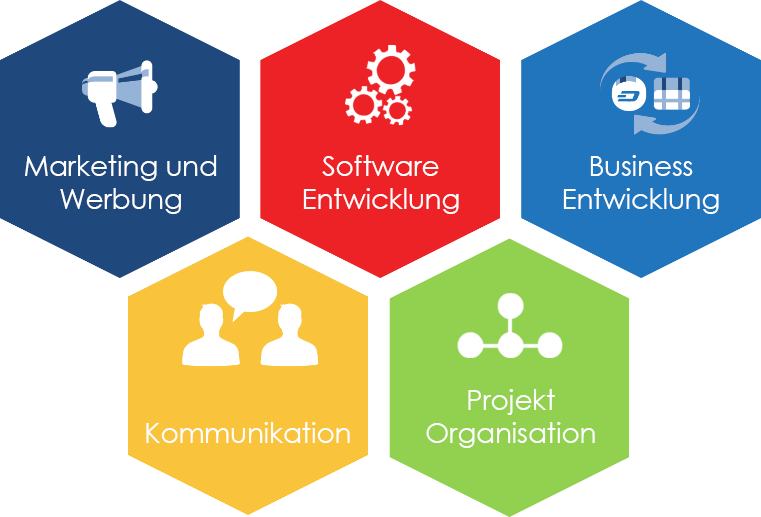 Marketing und
Werbung
Software
Entwicklung
Business
Entwicklung
Kommunikation
Projekt
Organisation